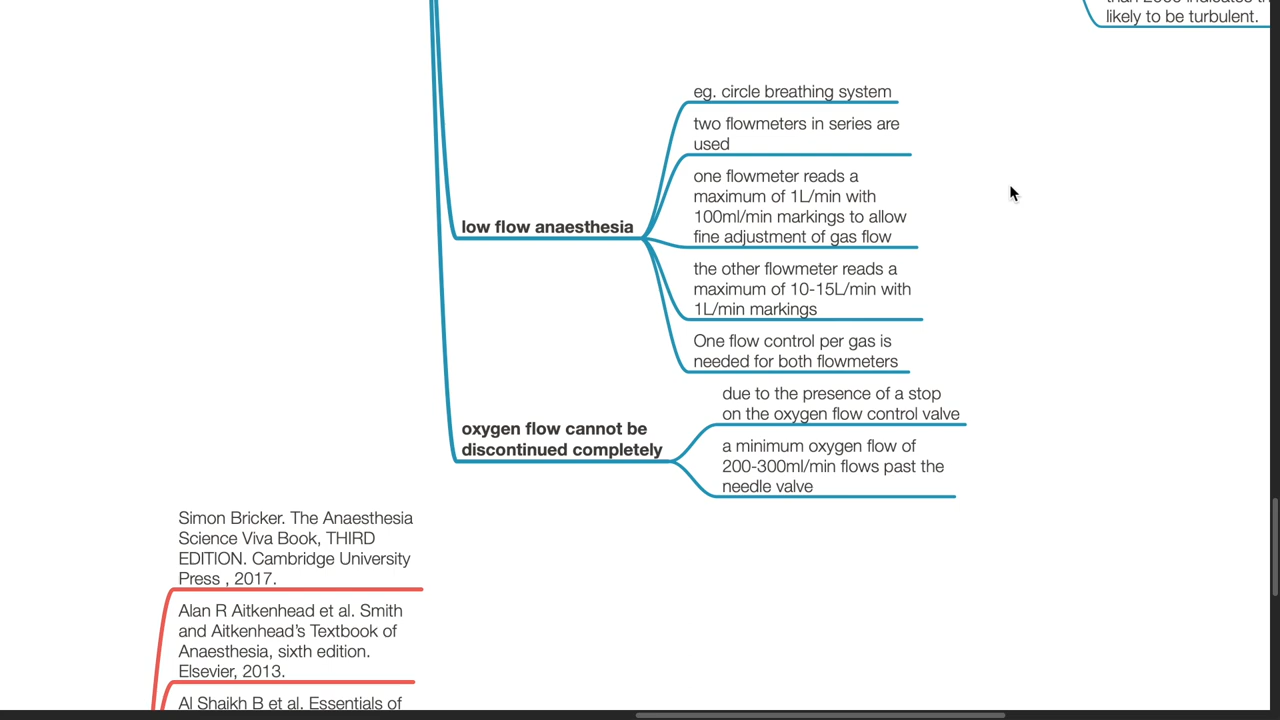 likely to be turbulent.
eg. circle breathing system
two flowmeters in series are
used
one flowmeter reads a
maximum of 1L/min with
100ml/min markings to allow
fine adjustment of gas flow
low flow anaesthesia
the other flowmeter reads a
maximum of 10-15L/min with
1L/min markings
One flow control per gas is
needed for both flowmeters
due to the presence of a stop
on the oxygen flow control valve
oxygen flow cannot be
discontinued completely
a minimum oxygen flow of
200-300ml/min flows past the
needle valve
Simon Bricker. The Anaesthesia
Science Viva Book, THIRD
EDITION. Cambridge University
Press , 2017.
Alan R Aitkenhead et al. Smith
and Aitkenhead's Textbook of
Anaesthesia, sixth edition.
Elsevier, 2013.
Al Shaikh B et al. Essentials of